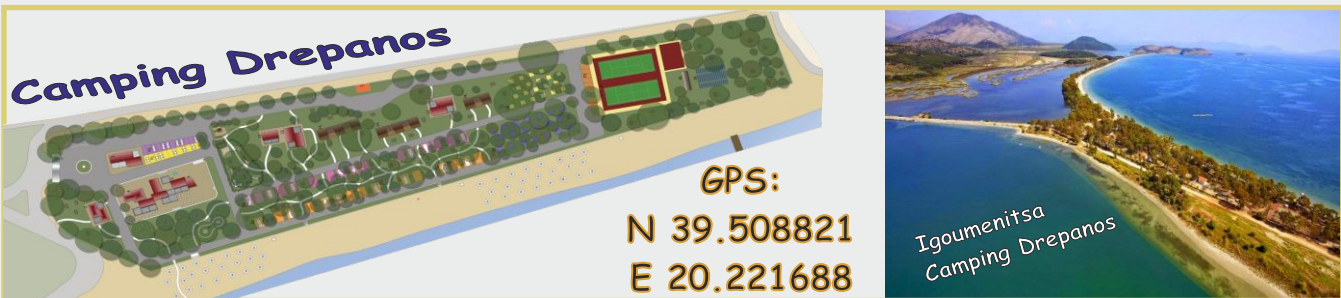 Camping Drepanos
GPS:
N 39.508821
E 20.221688
Igoumenitsa
Camping Drepanos